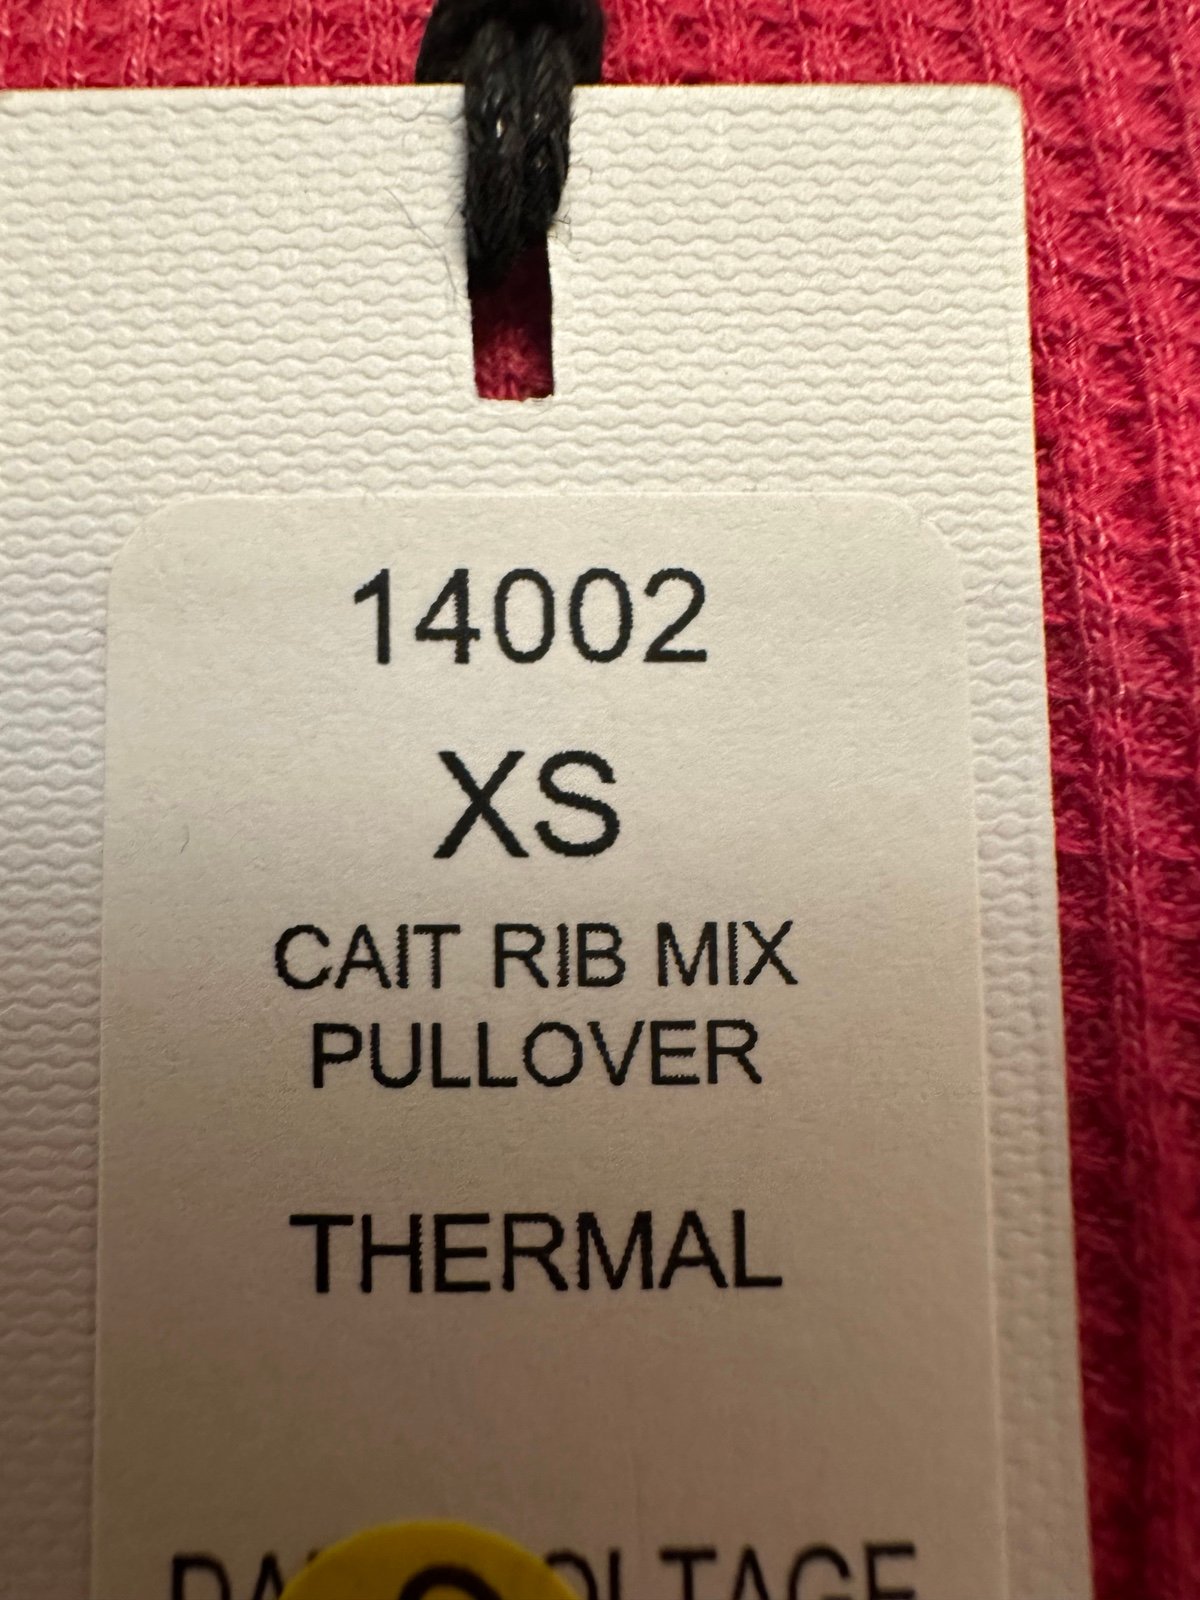 14002
XS
CAIT RIB MIX
PULLOVER
THERMAL